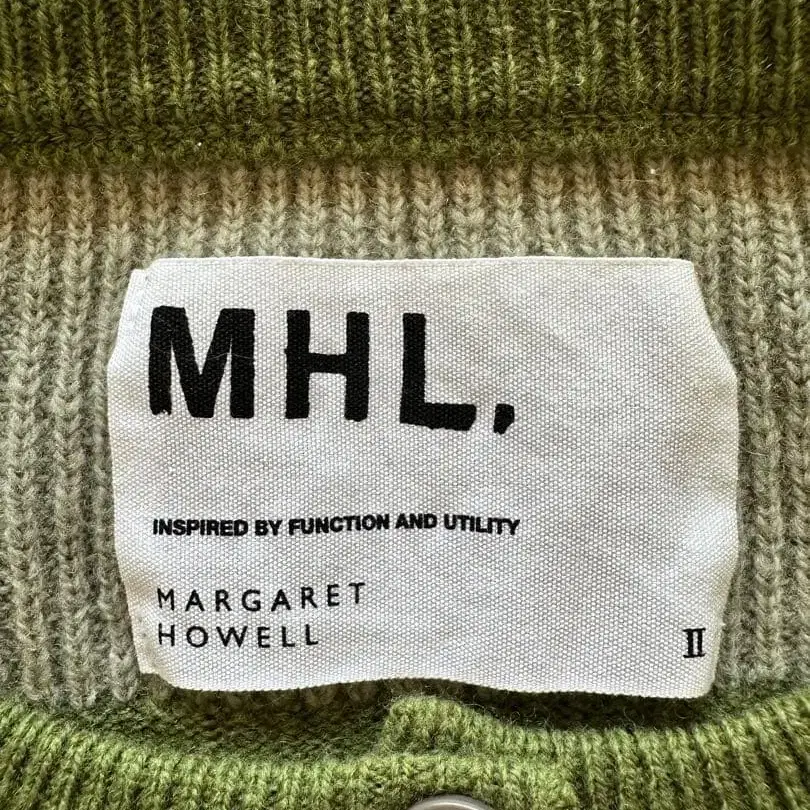 MHL.
INSPIRED BY FUNCTION AND UTILITY
MARGARET
HOWELL
II